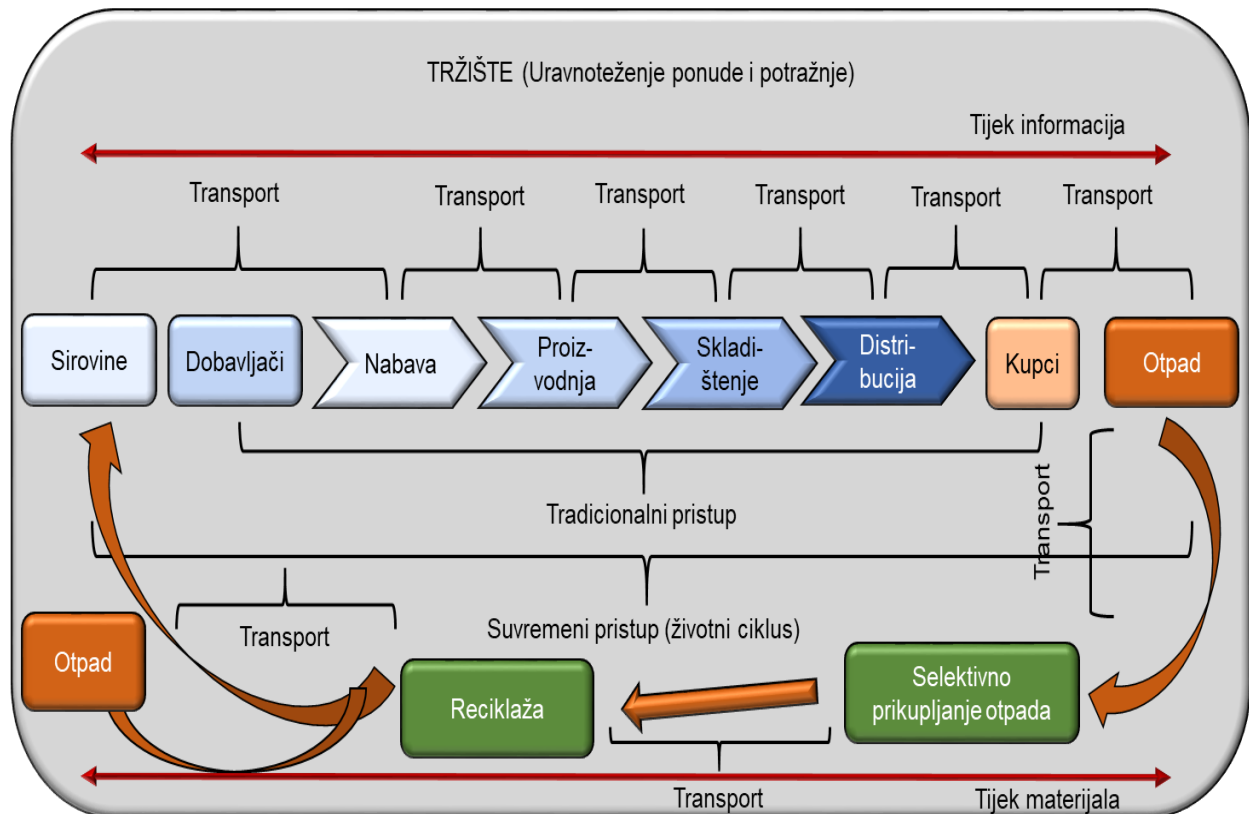 TRŽIŠTE (Uravnoteženje ponude i potražnje)
Tijek informacija
Transport
Transport
Transport
Transport
Transport
Transport
Sirovine
Dobavljači
Nabava
Proiz-
vodnja
Skladi-
štenje
Distri-
bucija
Kupci
Otpad
Tradicionalni pristup
Transport
Transport
Suvremeni pristup (životni ciklus)
Otpad
Reciklaža
Selektivno
prikupljanje otpada
Transport
Tijek materijala